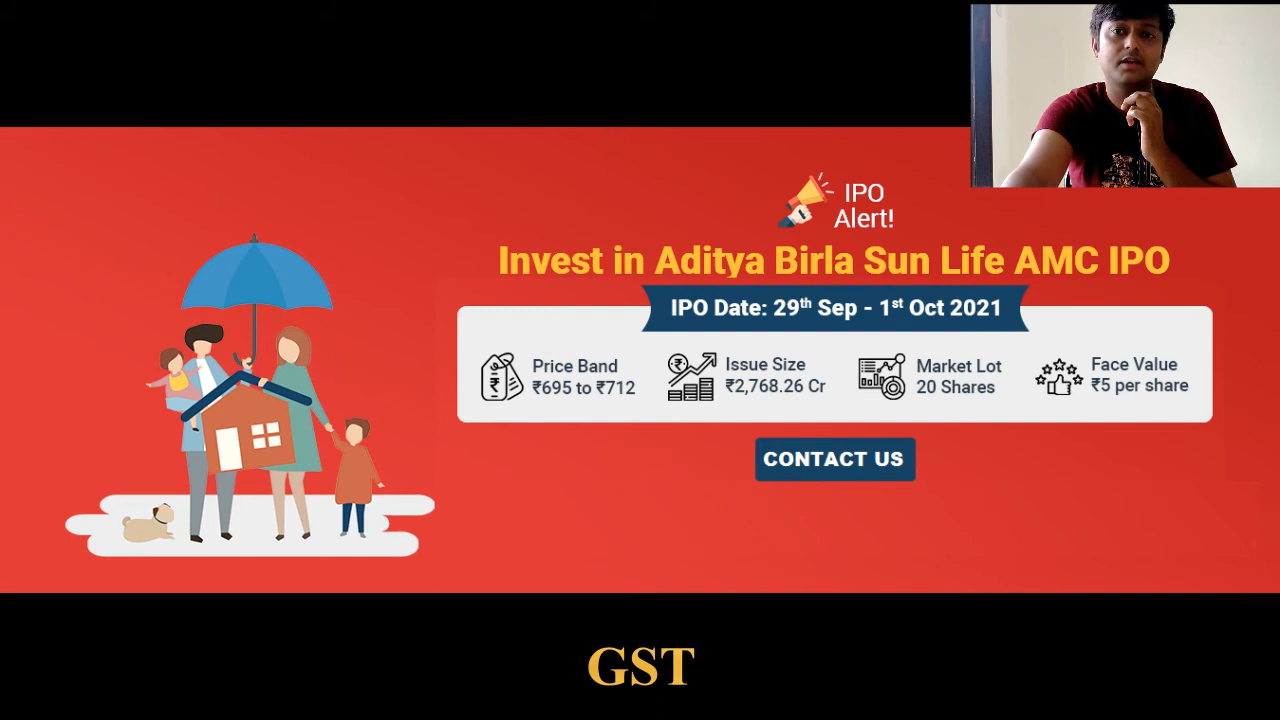 IPO
Alert!
Invest in Aditya Birla Sun Life AMC IPO
IPO Date: 29th Sep - 1st Oct 2021
Price Band
₹695 to ₹712
Issue Size
₹2,768.26 Cr
Market Lot
20 Shares
Face Value
₹5 per share
CONTACT US
GST